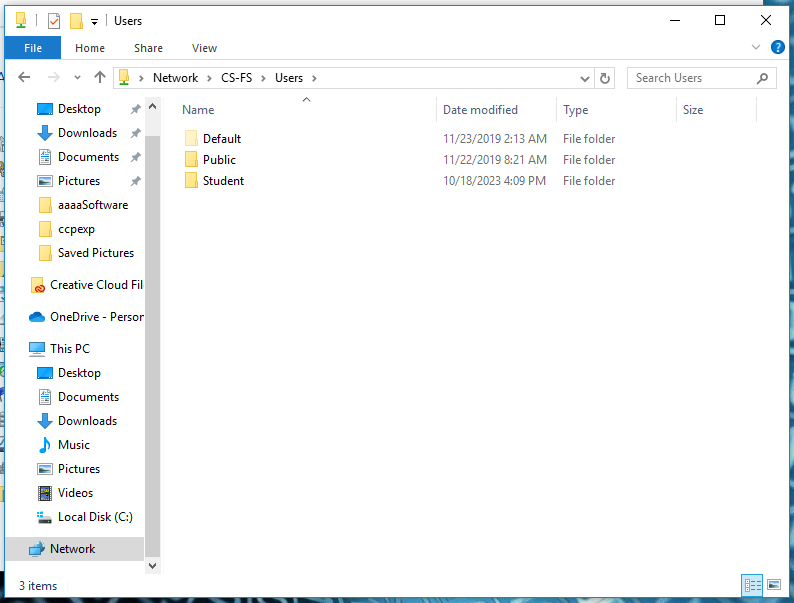 Users
File Home Share View
Network CS-FS Users
Search Users
Desktop
Downloads
Documents
Pictures
aaaaSoftware
ccpexp
Saved Pictures
Creative Cloud Fil
OneDrive - Person
This PC
Desktop
Documents
Downloads
Music
Pictures
Videos
Local Disk (C:)
Network
Name Date modified Type Size
Default 11/23/2019 2:13 AM File folder
Public 11/22/2019 8:21 AM File folder
Student 10/18/2023 4:09 PM File folder
3 items